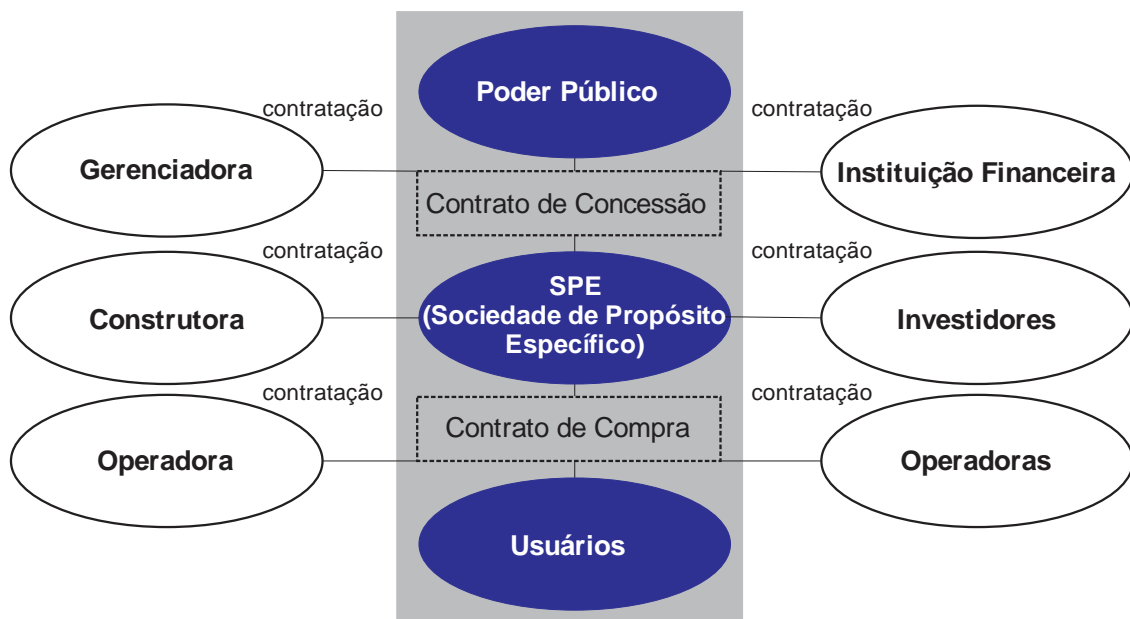 Poder Público
contratação
contratação
Gerenciadora
Instituição Financeira
Contrato de Concessão
contratação
contratação
SPE
(Sociedade de Propósito
Específico)
Construtora
Investidores
contratação
contratação
Contrato de Compra
Operadora
Operadoras
Usuários